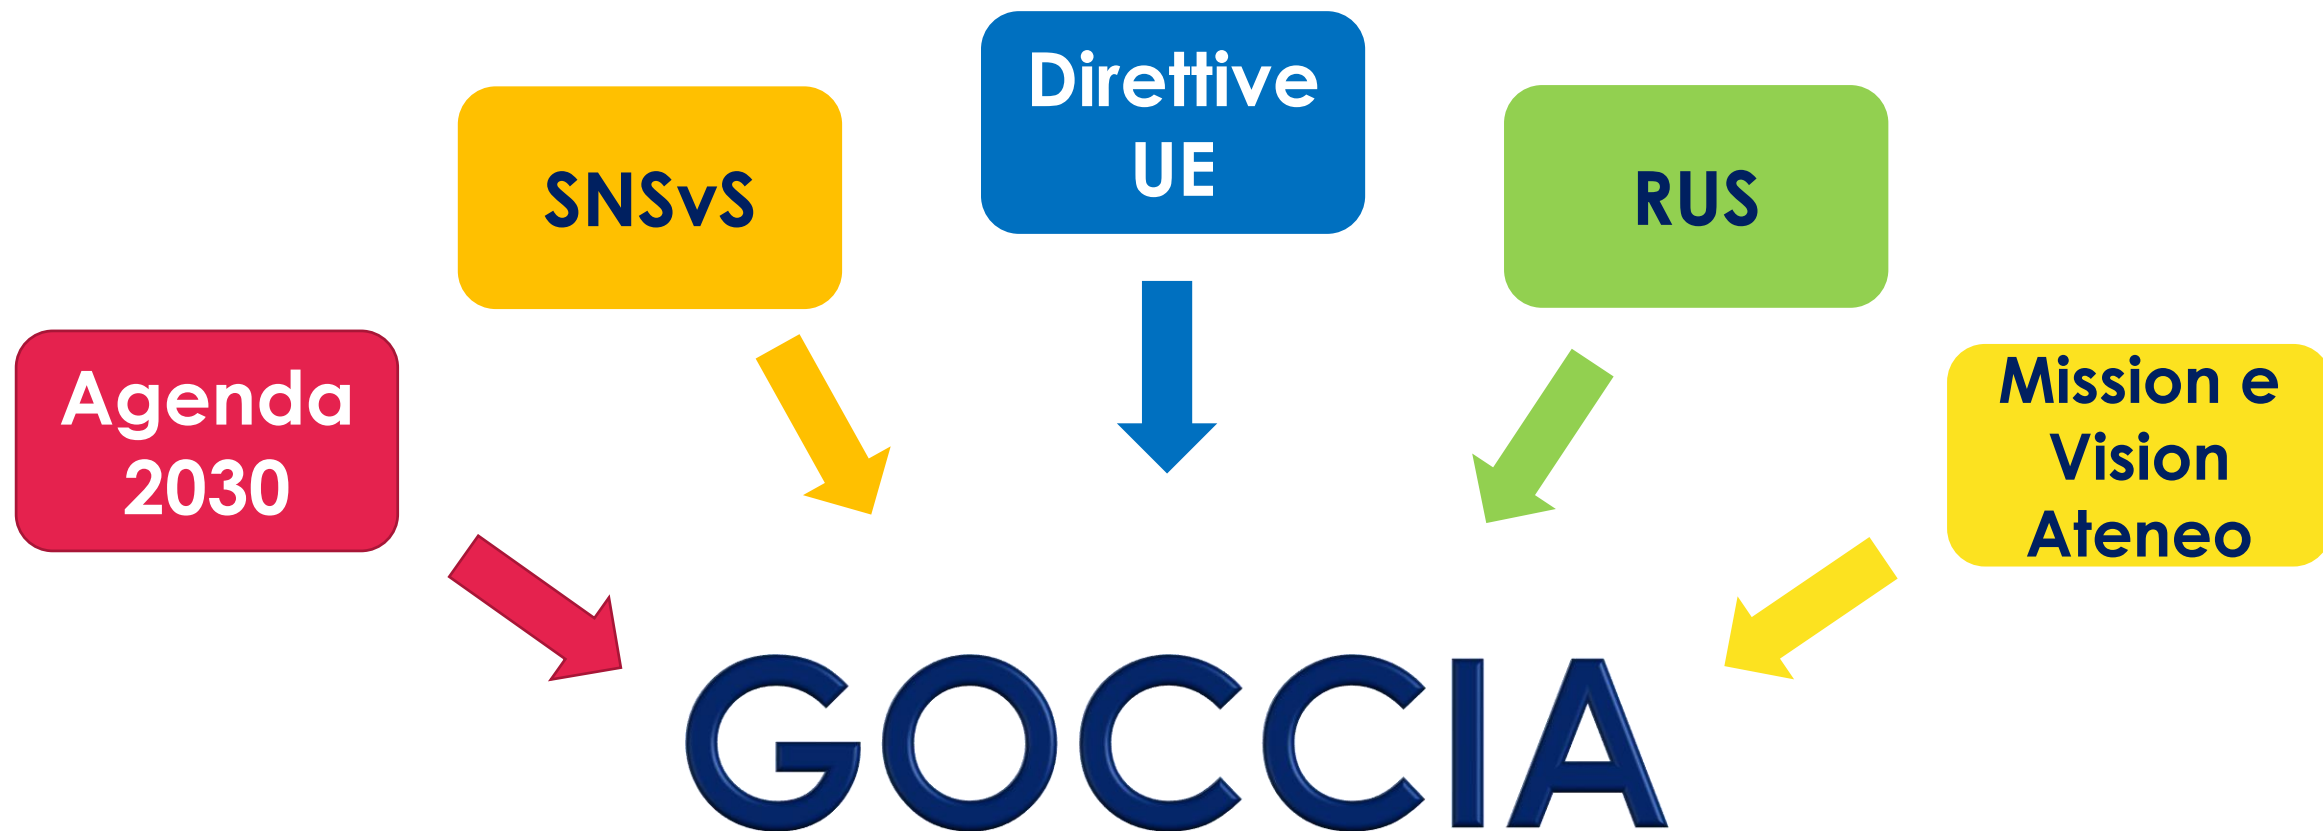 Direttive
UE
SNSvS
RUS
Agenda
2030
Mission e
Vision
Ateneo
GOCCIA